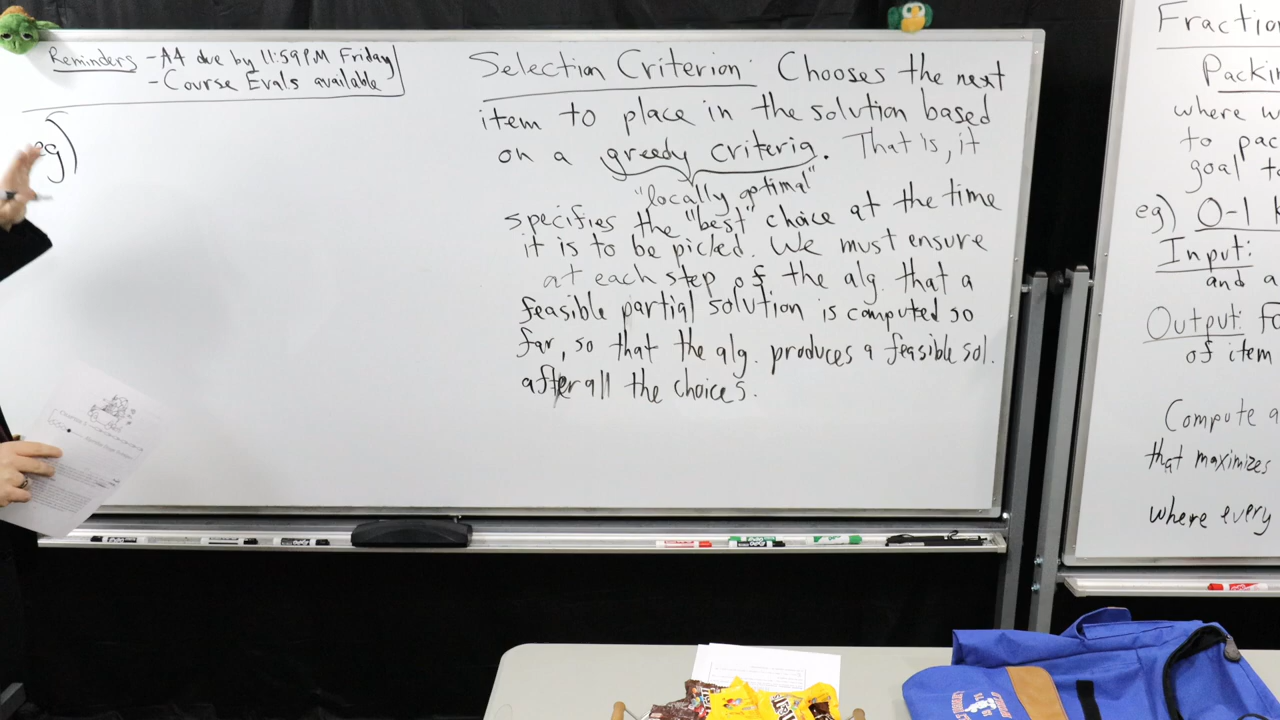 Reminders - A4 due by 11:59PM Friday
- Course Evals available
eg)
Selection Criterion: Chooses the next
item to place in the solution based
on a greedy criteria. That is, it
"locally optimal"
specifies the "best" choice at the time
it is to be picked. We must ensure
at each step of the alg. that a
feasible partial solution is computed so
far, so that the alg. produces a feasible sol.
after all the choices.
Fraction
Packin
where w
to pac
goal to
eg) 0-1 k
Input:
and a
Output: Fo
of item
Compute a
that maximizes
where every